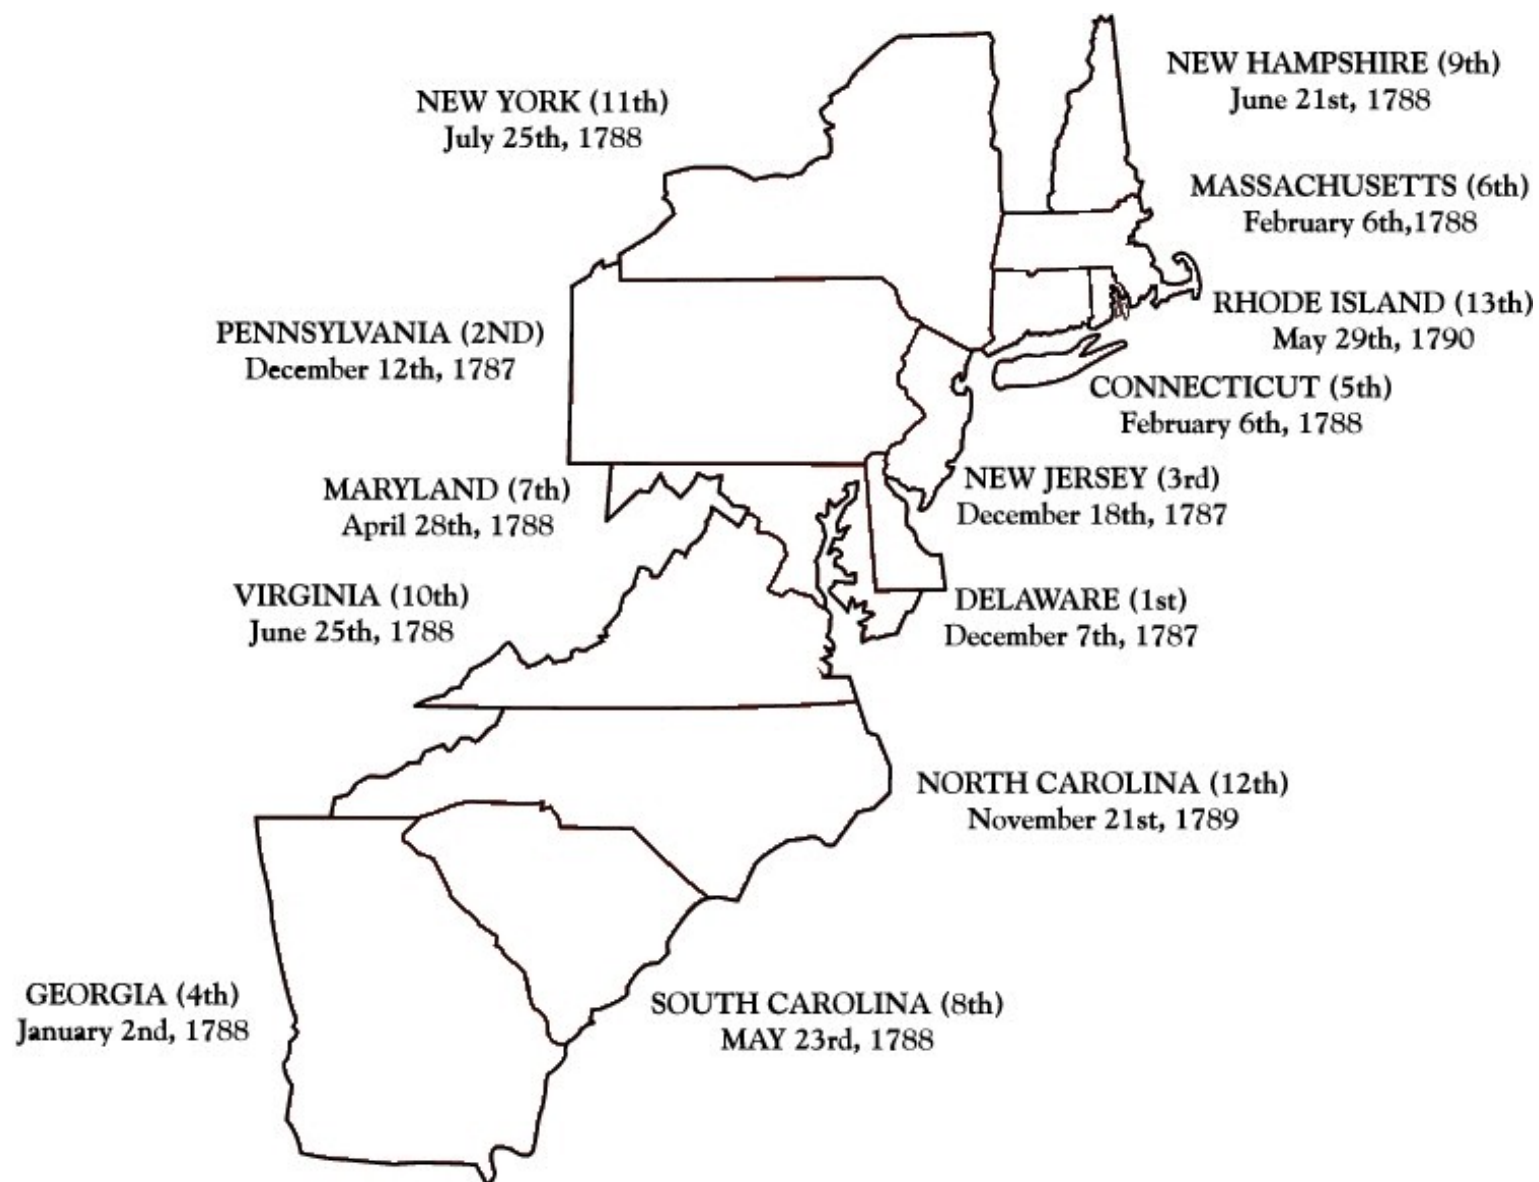 NEW HAMPSHIRE (9th)
June 21st, 1788
NEW YORK (11th)
July 25th, 1788
MASSACHUSETTS (6th)
February 6th,1788
RHODE ISLAND (13th)
May 29th, 1790
PENNSYLVANIA (2ND)
December 12th, 1787
CONNECTICUT (5th)
February 6th, 1788
NEW JERSEY (3rd)
December 18th, 1787
MARYLAND (7th)
April 28th, 1788
VIRGINIA (10th)
June 25th, 1788
DELAWARE (1st)
December 7th, 1787
NORTH CAROLINA (12th)
November 21st, 1789
GEORGIA (4th)
January 2nd, 1788
SOUTH CAROLINA (8th)
MAY 23rd, 1788